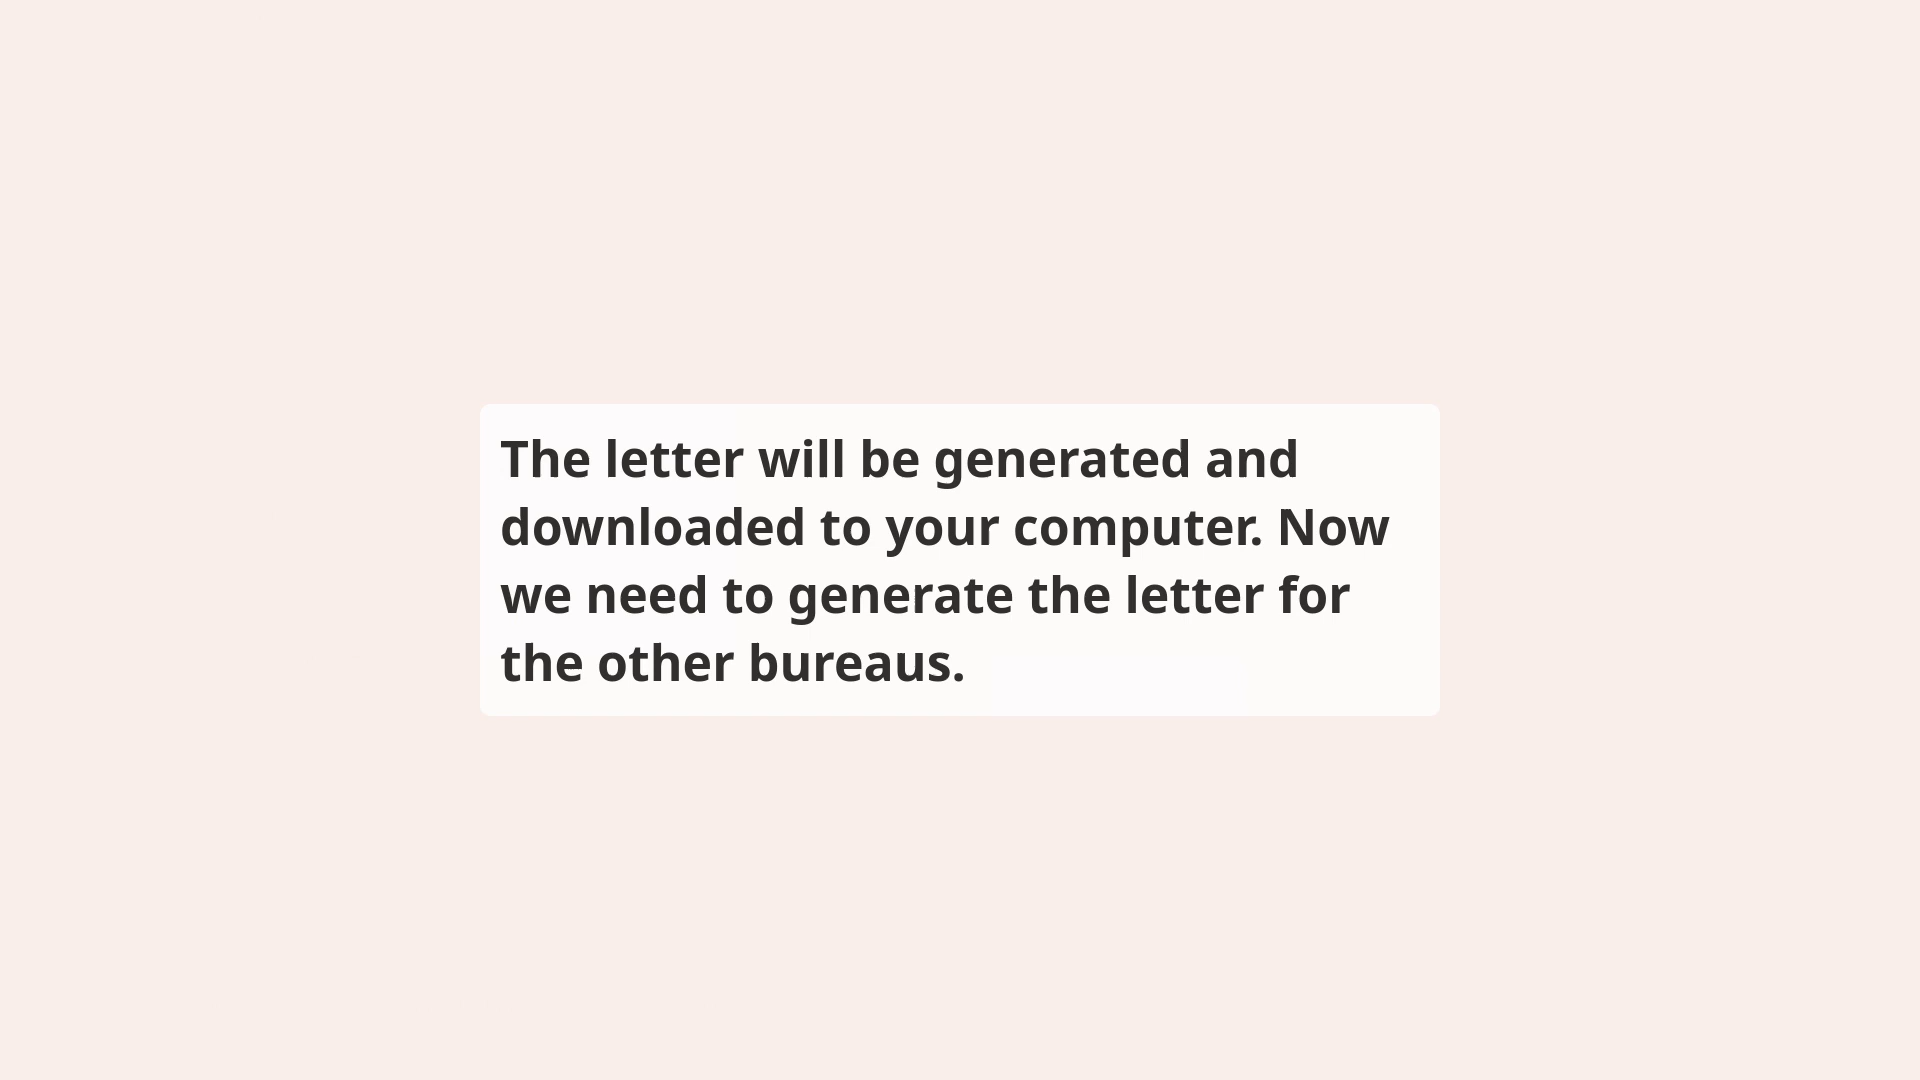 The letter will be generated and
downloaded to your computer. Now
we need to generate the letter for
the other bureaus.